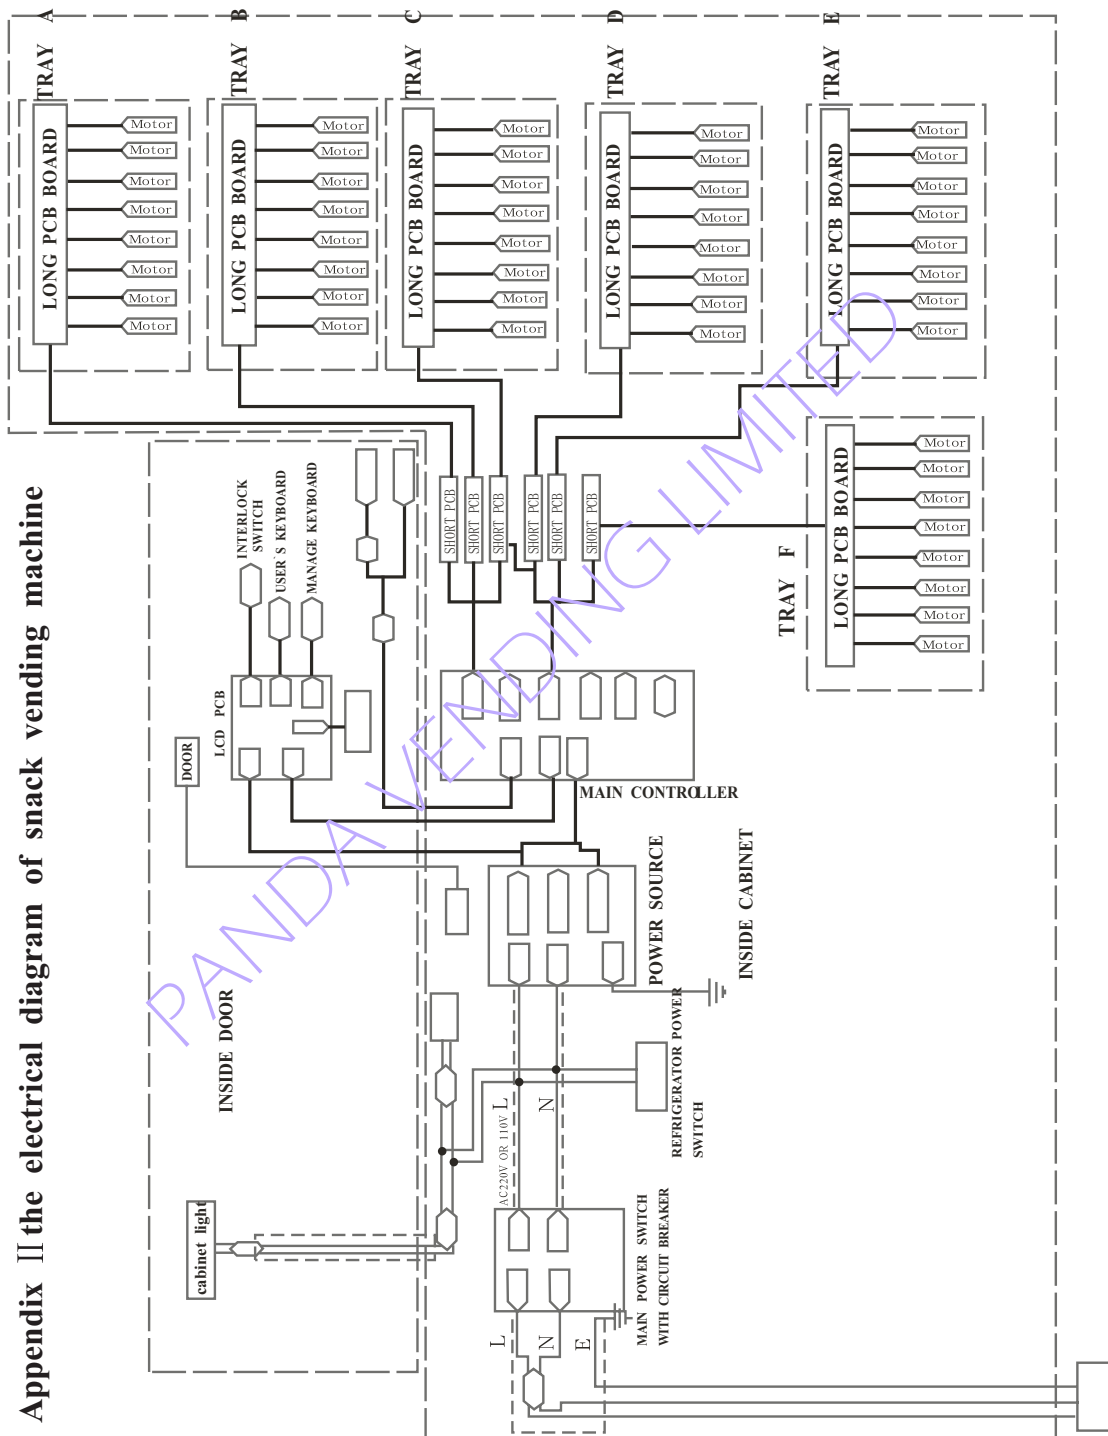 Appendix II the electrical diagram of snack vending machine
TRAY A
LONG PCB BOARD
Motor
Motor
Motor
Motor
Motor
Motor
Motor
Motor
TRAY B
LONG PCB BOARD
Motor
Motor
Motor
Motor
Motor
Motor
Motor
Motor
TRAY C
LONG PCB BOARD
Motor
Motor
Motor
Motor
Motor
Motor
Motor
Motor
TRAY D
LONG PCB BOARD
Motor
Motor
Motor
Motor
Motor
Motor
Motor
Motor
TRAY E
LONG PCB BOARD
Motor
Motor
Motor
Motor
Motor
Motor
Motor
Motor
TRAY F
LONG PCB BOARD
Motor
Motor
Motor
Motor
Motor
Motor
Motor
Motor
SHORT PCB
SHORT PCB
SHORT PCB
SHORT PCB
SHORT PCB
SHORT PCB
INTERLOCK
SWITCH
USER`S KEYBOARD
MANAGE KEYBOARD
LCD PCB
DOOR
MAIN CONTROLLER
POWER SOURCE
INSIDE CABINET
INSIDE DOOR
REFRIGERATOR POWER
SWITCH
AC220V OR 110V
L
N
cabinet light
MAIN POWER SWITCH
WITH CIRCUIT BREAKER
L
N
E
PANDA VENDING LIMITED